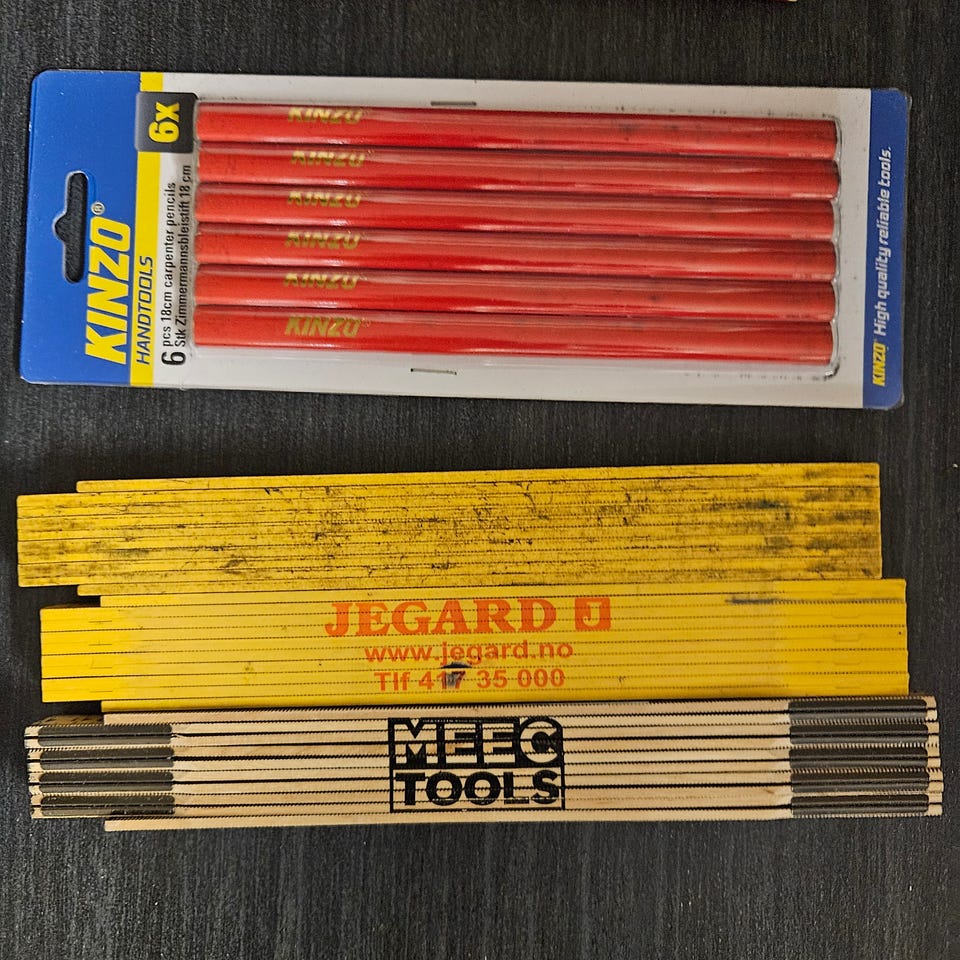 6x
KINZO®
HANDTOOLS
6 pcs 18cm carpenter pencils
Stk Zimmermannsbleistift 18 cm
KINZO
KINZO
KINZO
KINZO
KINZO
KINZO
KINZO® High quality reliable tools.
JEGARD J
www.jegard.no
Tlf 417 35 000
MEEC
TOOLS